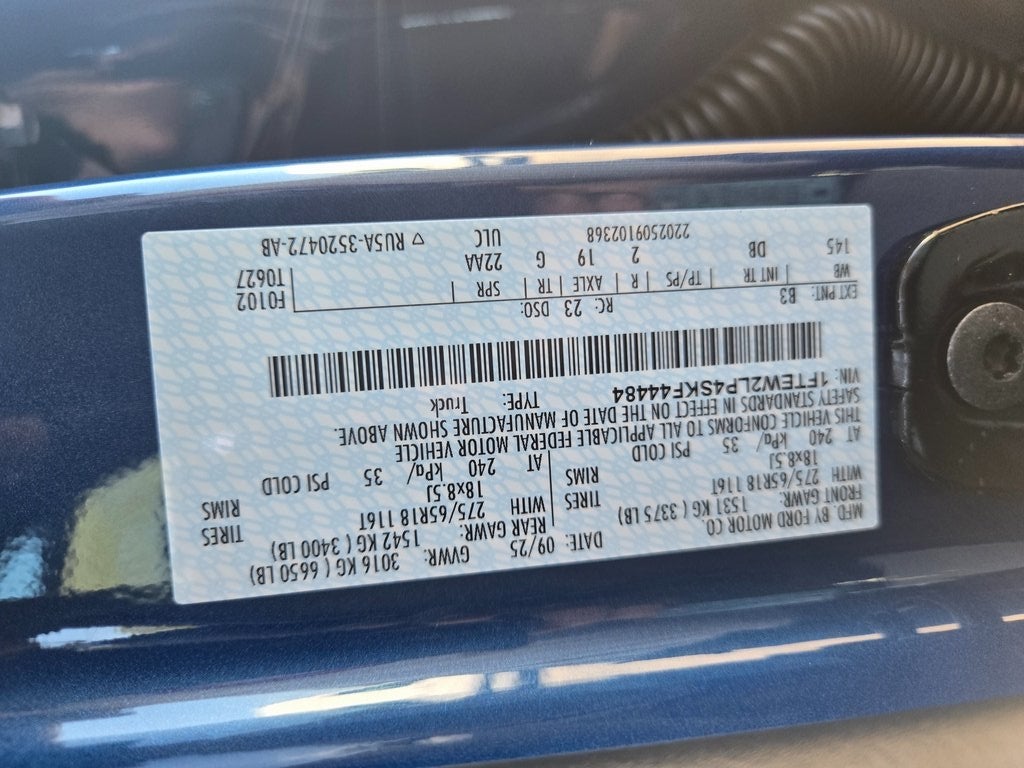 MFD. BY FORD MOTOR CO.
DATE: 09/25 GVWR: 3016 KG ( 6650 LB)
FRONT GAWR: 1531 KG ( 3375 LB)
REAR GAWR: 1542 KG ( 3400 LB)
WITH 275/65R18 116T TIRES
WITH 275/65R18 116T TIRES
18x8.5J RIMS
18x8.5J RIMS
AT 240 kPa/ 35 PSI COLD
AT 240 kPa/ 35 PSI COLD
THIS VEHICLE CONFORMS TO ALL APPLICABLE FEDERAL MOTOR VEHICLE
SAFETY STANDARDS IN EFFECT ON THE DATE OF MANUFACTURE SHOWN ABOVE.
VIN: 1FTEW2LP4SKF44484
TYPE: Truck
EXT PNT: B3 RC: 23 DSO: F0102
WB | INT TR | TP/PS | R | AXLE | TR | SPR | T0627
145 DB 2 19 G 22AA
2202509102368 ULC ▽ RU5A-3520472-AB